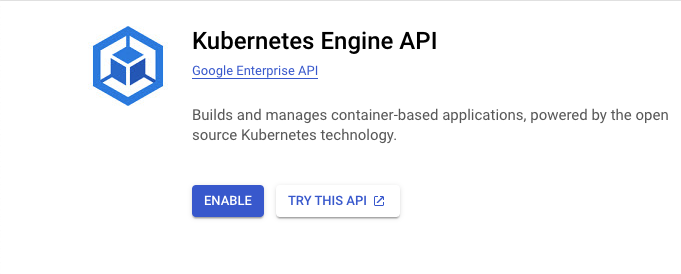 Kubernetes Engine API
Google Enterprise API
Builds and manages container-based applications, powered by the open
source Kubernetes technology.
ENABLE
TRY THIS API